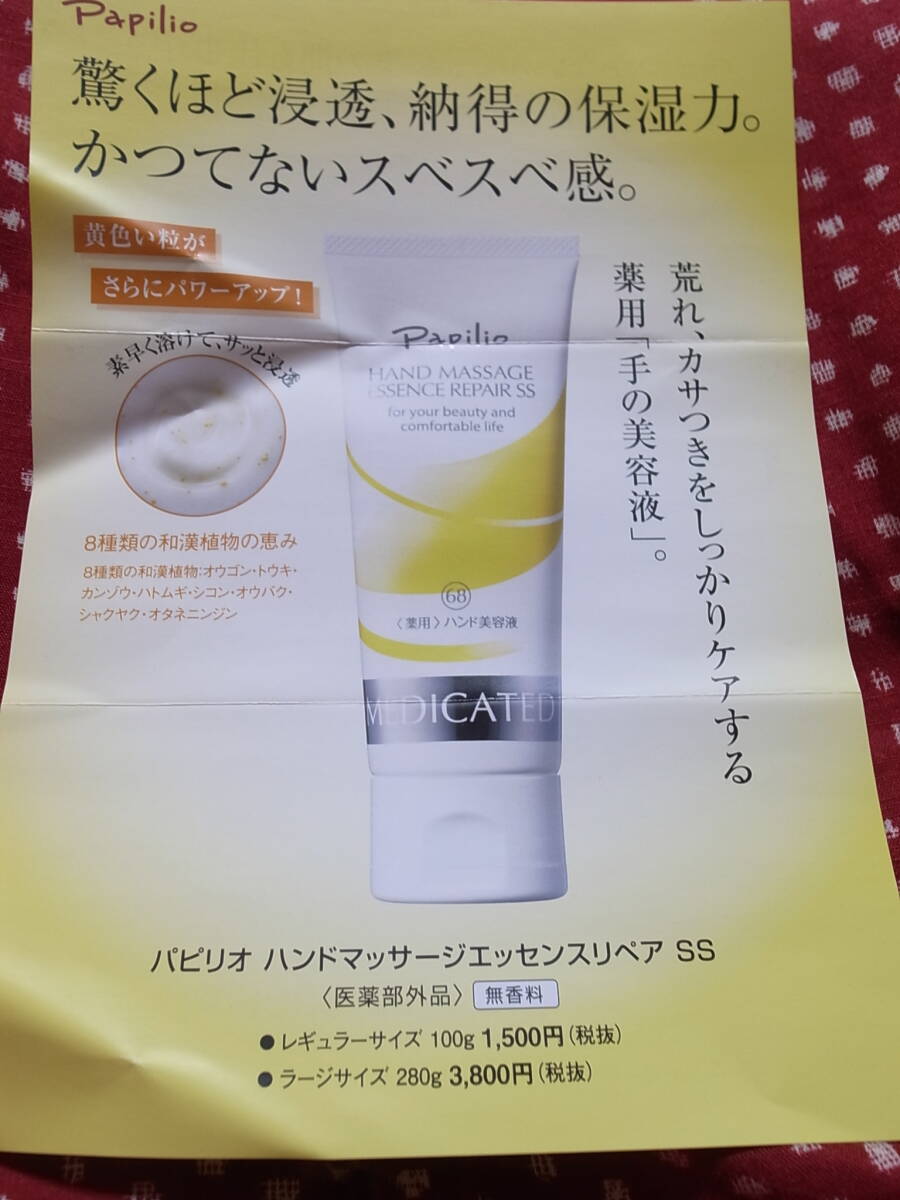 Papilio
驚くほど浸透、納得の保湿力。
かつてないスベスベ感。
黄色い粒が
さらにパワーアップ！
素早く溶けて、サッと浸透
8種類の和漢植物の恵み
8種類の和漢植物:オウゴン・トウキ・
カンゾウ・ハトムギ・シコン・オウバク・
シャクヤク・オタネニンジン
荒れ、カサつきをしっかりケアする
薬用「手の美容液」。
Papilio
HAND MASSAGE
ESSENCE REPAIR SS
for your beauty and
comfortable life
68
〈薬用〉ハンド美容液
MEDICATED
パピリオ ハンドマッサージエッセンスリペア SS
〈医薬部外品〉 無香料
● レギュラーサイズ 100g 1,500円(税抜)
● ラージサイズ 280g 3,800円(税抜)